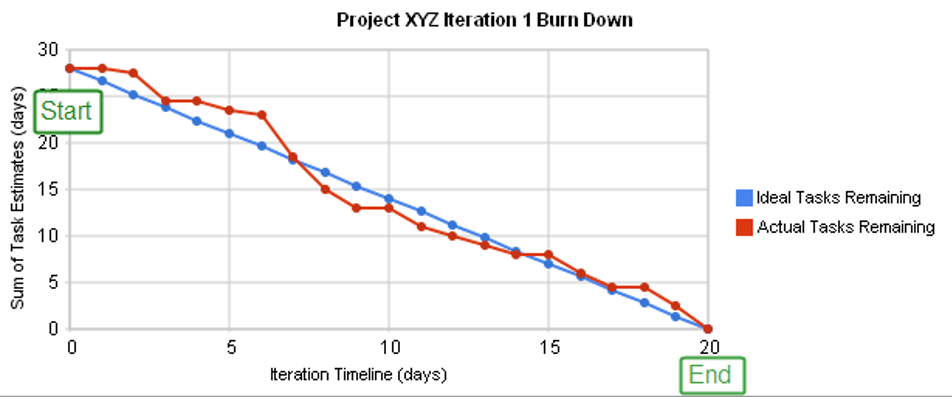 Project XYZ Iteration 1 Burn Down
30
Start
20
15
10
5
0
Sum of Task Estimates (days)
0 5 10 15 20
Iteration Timeline (days)
End
Ideal Tasks Remaining
Actual Tasks Remaining